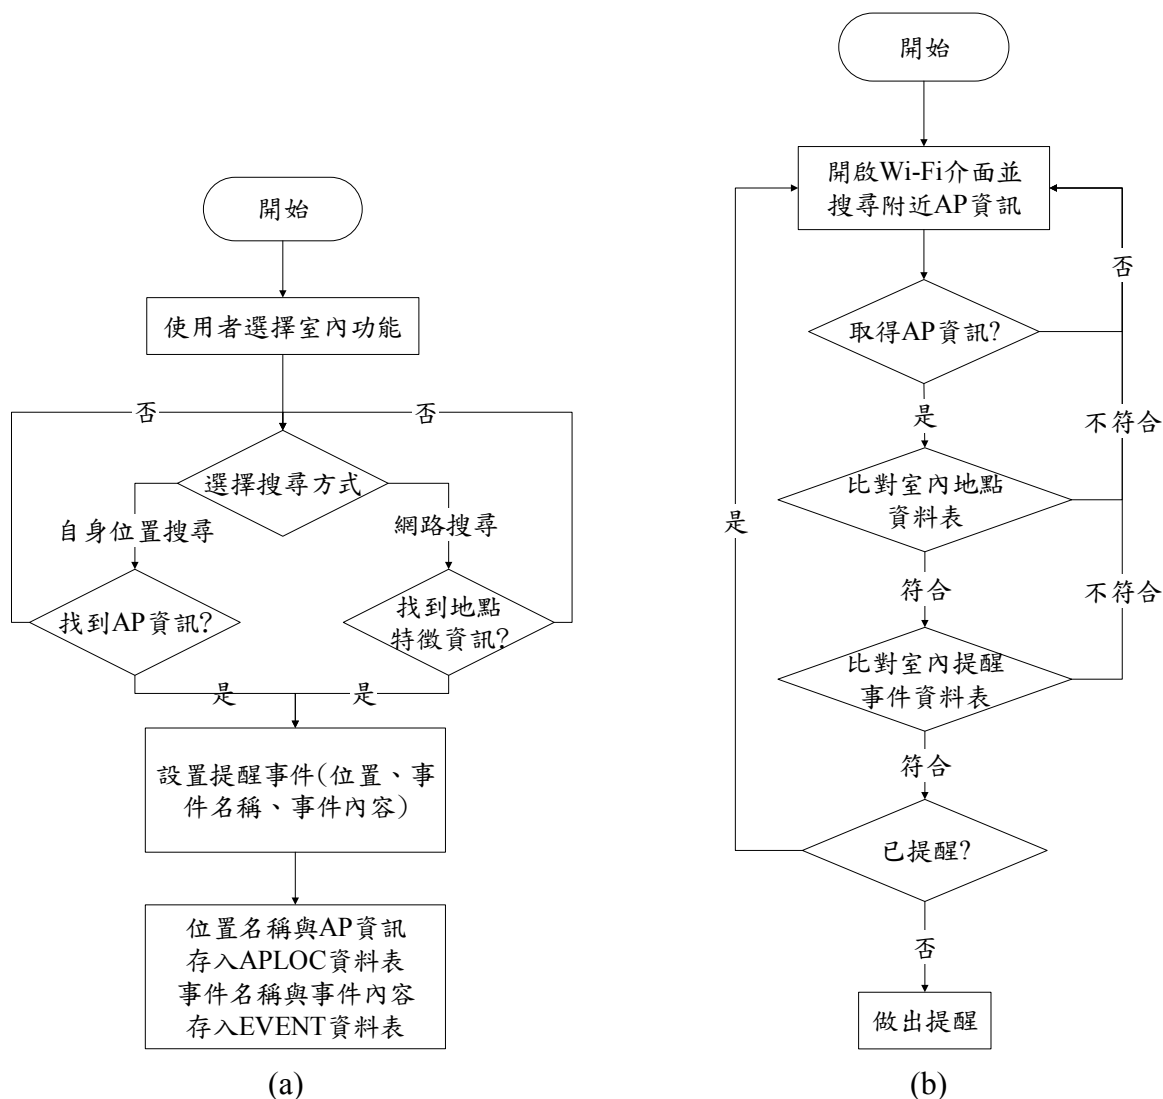 開始
使用者選擇室內功能
否
否
選擇搜尋方式
自身位置搜尋
網路搜尋
找到AP資訊?
找到地點
特徵資訊?
是
是
設置提醒事件(位置、事
件名稱、事件內容)
位置名稱與AP資訊
存入APLOC資料表
事件名稱與事件內容
存入EVENT資料表
(a)
開始
開啟Wi-Fi介面並
搜尋附近AP資訊
否
取得AP資訊?
是
不符合
比對室內地點
資料表
是
符合
不符合
比對室內提醒
事件資料表
符合
已提醒?
否
做出提醒
(b)